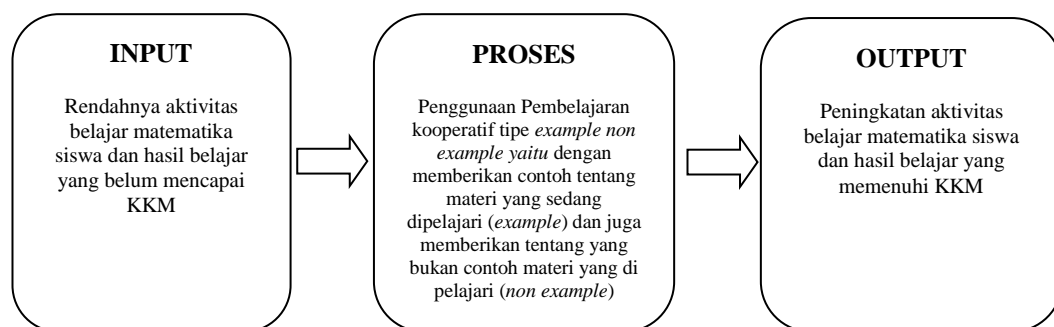 INPUT
Rendahnya aktivitas
belajar matematika
siswa dan hasil belajar
yang belum mencapai
KKM
PROSES
Penggunaan Pembelajaran
kooperatif tipe example non
example yaitu dengan
memberikan contoh tentang
materi yang sedang
dipelajari (example) dan juga
memberikan tentang yang
bukan contoh materi yang di
pelajari (non example)
OUTPUT
Peningkatan aktivitas
belajar matematika siswa
dan hasil belajar yang
memenuhi KKM